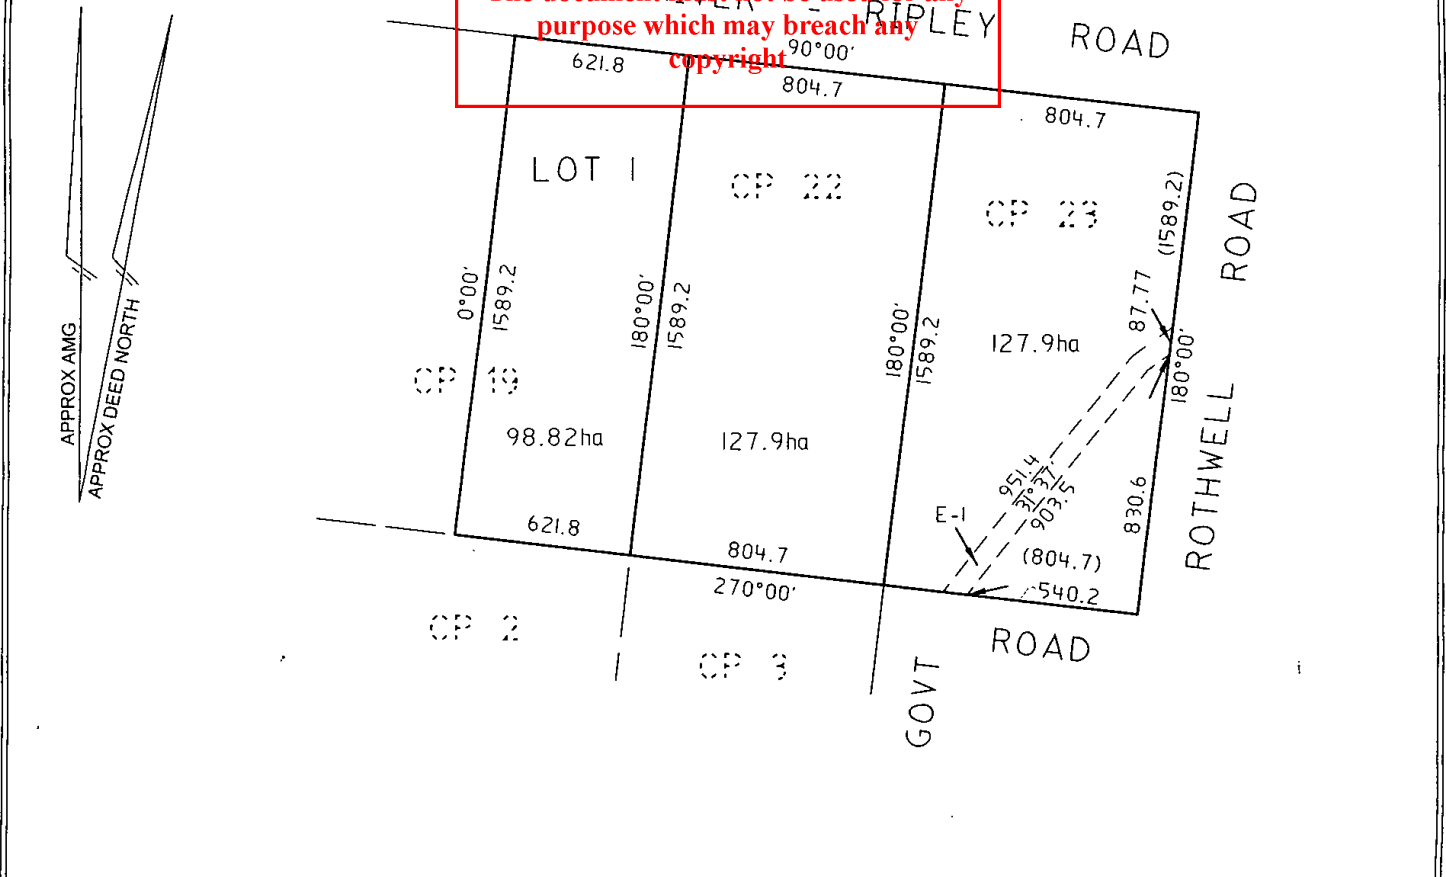 purpose which may breach any
copyright
RIPLEY ROAD
90°00'
621.8
804.7
804.7
LOT 1
CP 22
CP 23
(1589.2)
ROAD
0°00'
1589.2
180°00'
1589.2
180°00'
1589.2
87.77
180°00'
127.9ha
APPROX AMG
APPROX DEED NORTH
CP 19
98.82ha
127.9ha
951.4
31°37'
903.5
E-1
830.6
ROTHWELL
621.8
804.7
(804.7)
540.2
270°00'
CP 2
CP 3
GOVT
ROAD